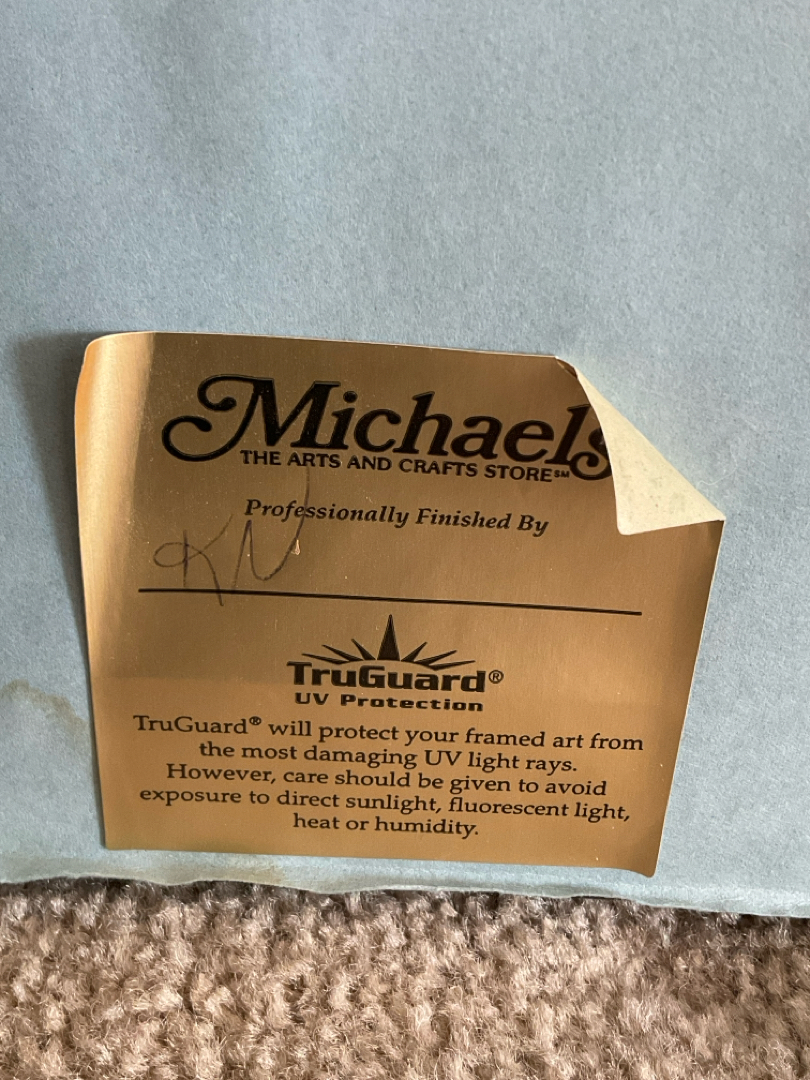 Michaels
THE ARTS AND CRAFTS STORE℠
Professionally Finished By
KN
TruGuard®
UV Protection
TruGuard® will protect your framed art from
the most damaging UV light rays.
However, care should be given to avoid
exposure to direct sunlight, fluorescent light,
heat or humidity.